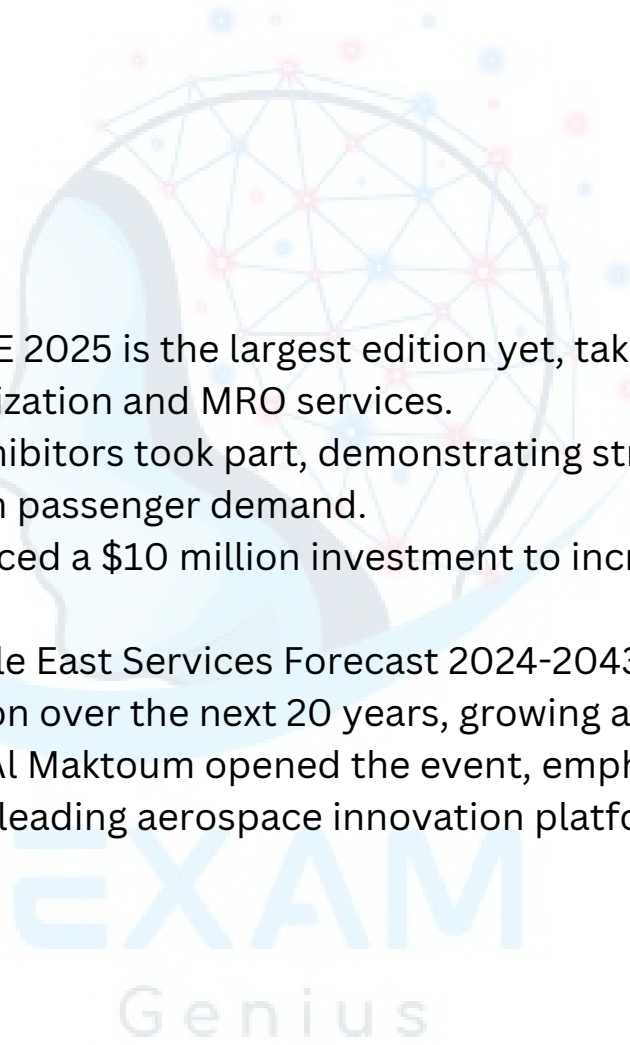 E 2025 is the largest edition yet, tak
ization and MRO services.
hibitors took part, demonstrating str
n passenger demand.
ced a $10 million investment to incr
le East Services Forecast 2024-2043
on over the next 20 years, growing a
Al Maktoum opened the event, emph
leading aerospace innovation platfo
EXAM
Genius